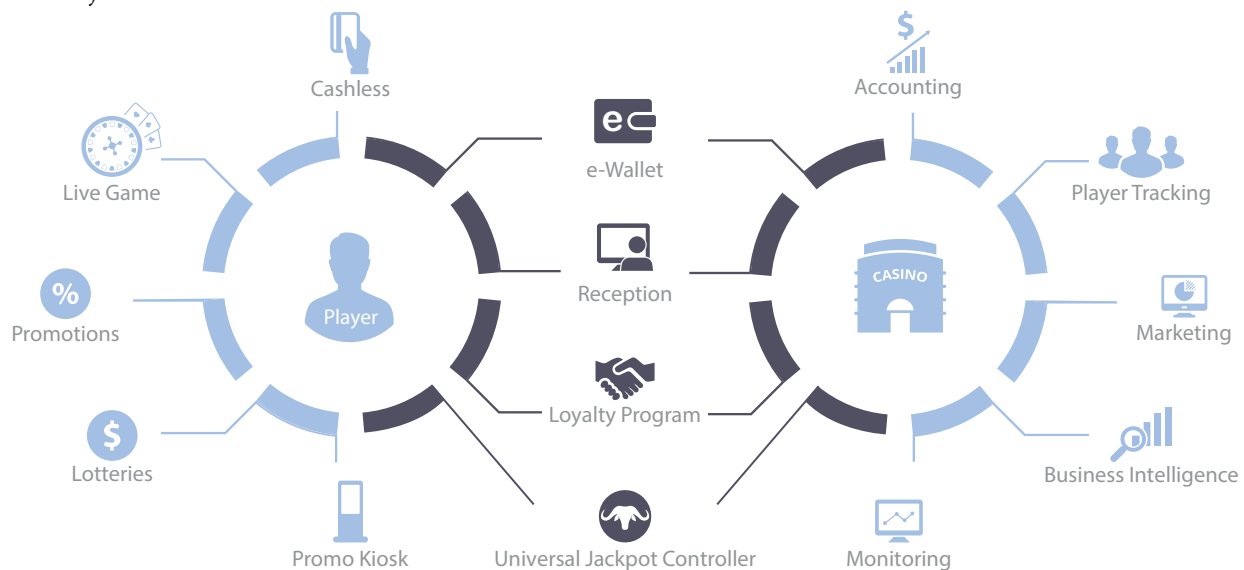 $
Cashless
Accounting
e
Live Game
e-Wallet
Player Tracking
CASINO
%
Reception
Player
Promotions
Marketing
Loyalty Program
$
Lotteries
Business Intelligence
Promo Kiosk
Universal Jackpot Controller
Monitoring